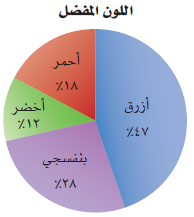 اللون المفضل
أزرق
٤٧٪
أحمر
١٨٪
أخضر
١٢٪
بنفسجي
٢٨٪